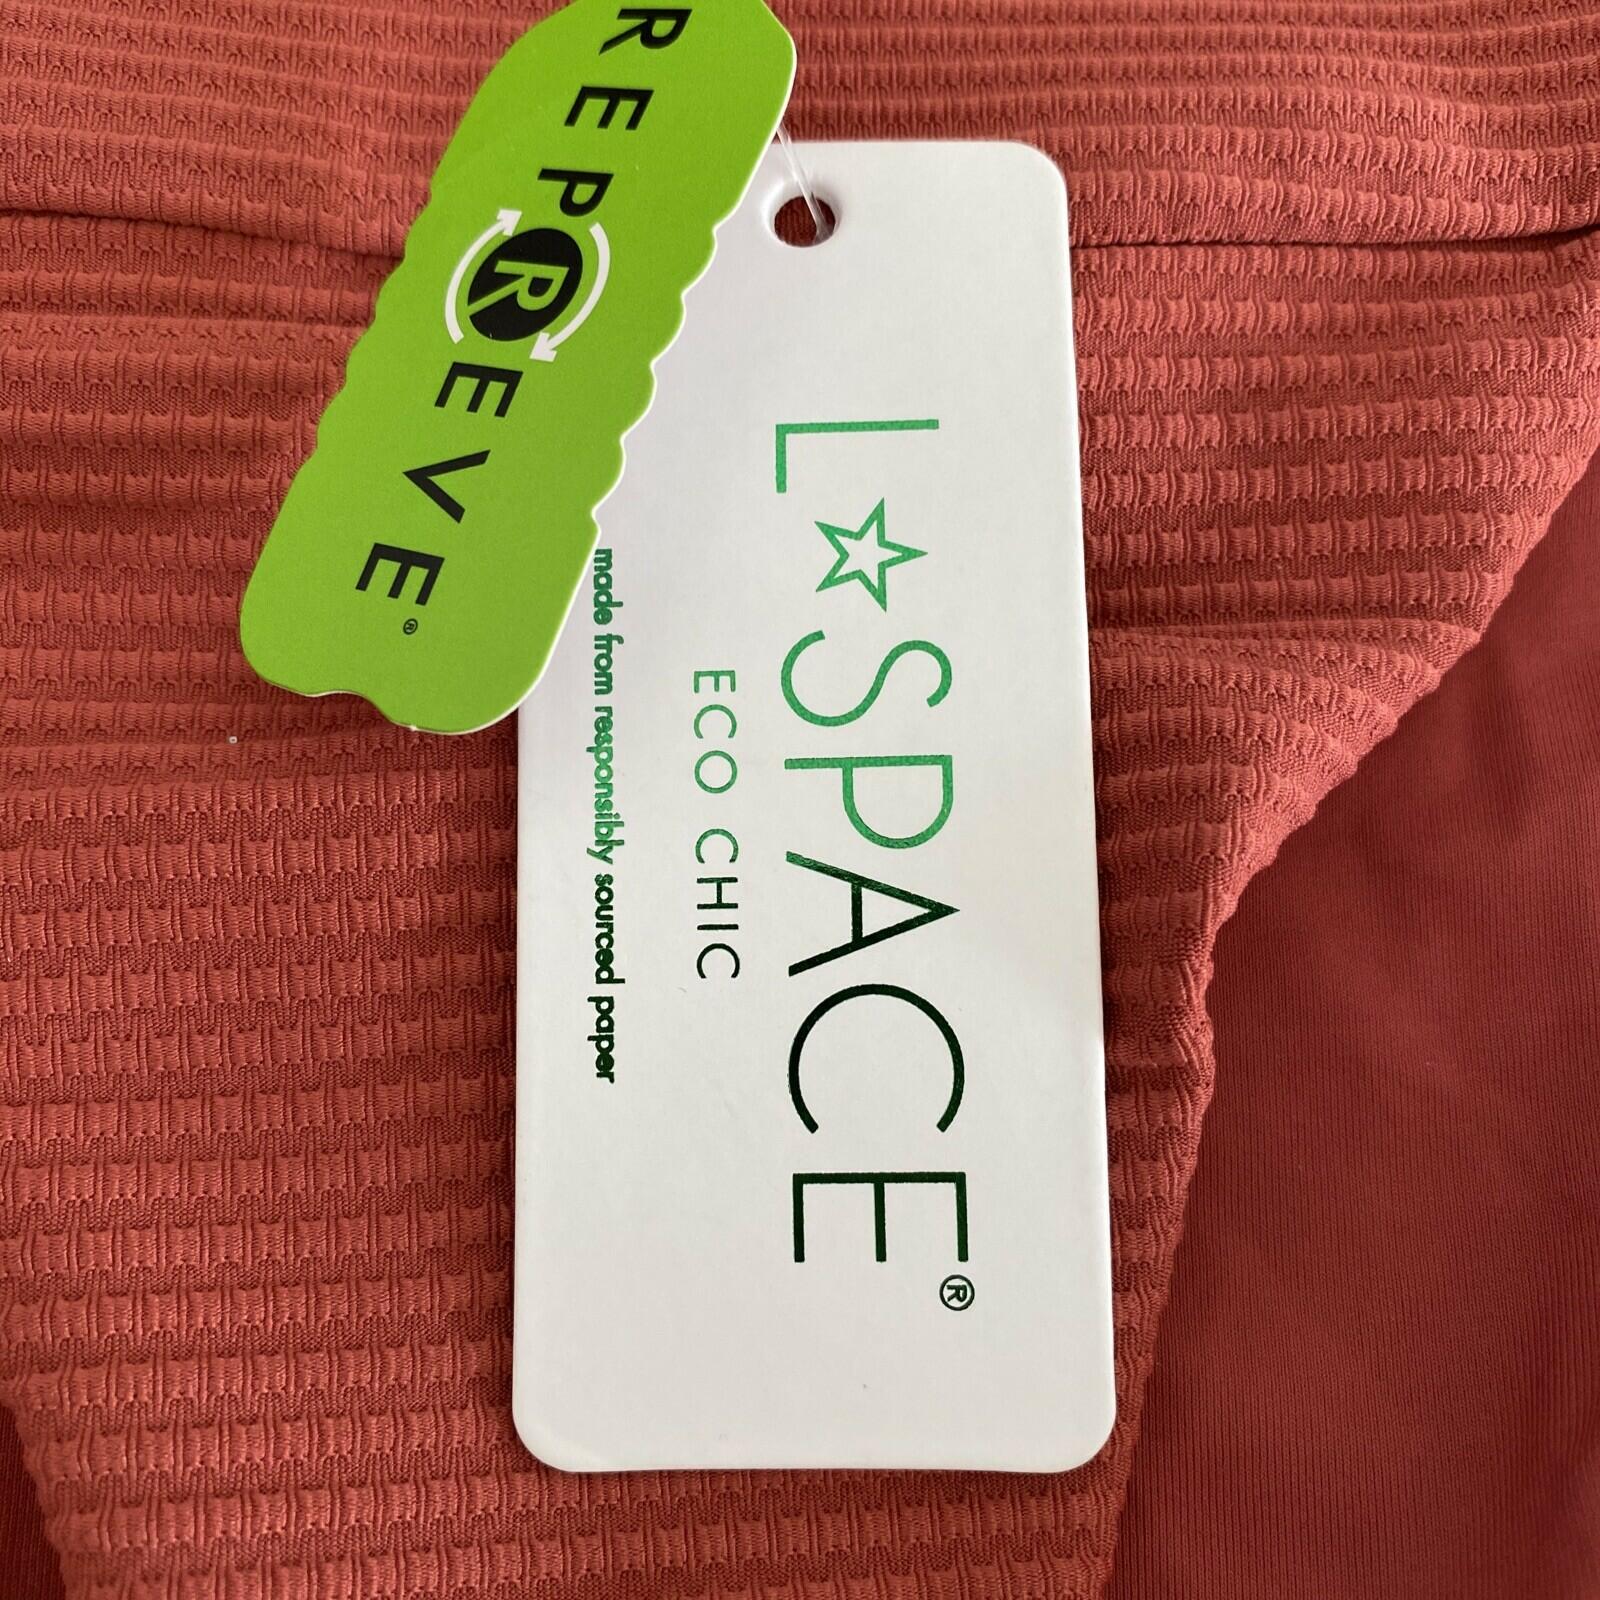 REPREVE®
L☆SPACE®
ECO CHIC
made from responsibly sourced paper